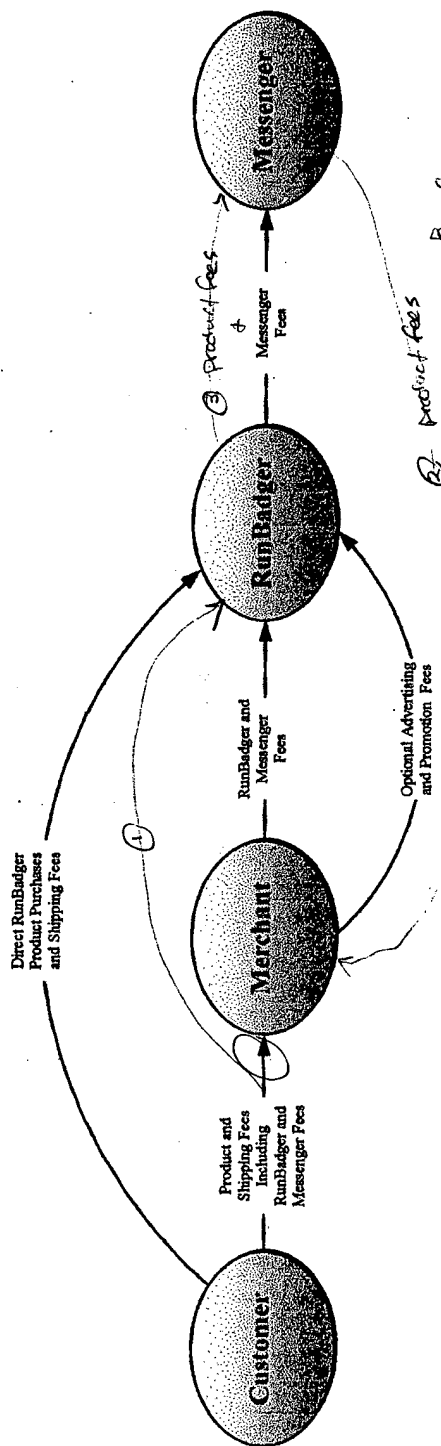 Direct RunBadger
Product Purchases
and Shipping Fees
Customer
Product and
Shipping Fees
Including
RunBadger and
Messenger Fees
①
Merchant
RunBadger and
Messenger
Fees
Optional Advertising
and Promotion Fees
RunBadger
③ product fees
+
Messenger
Fees
Messenger
② product fees